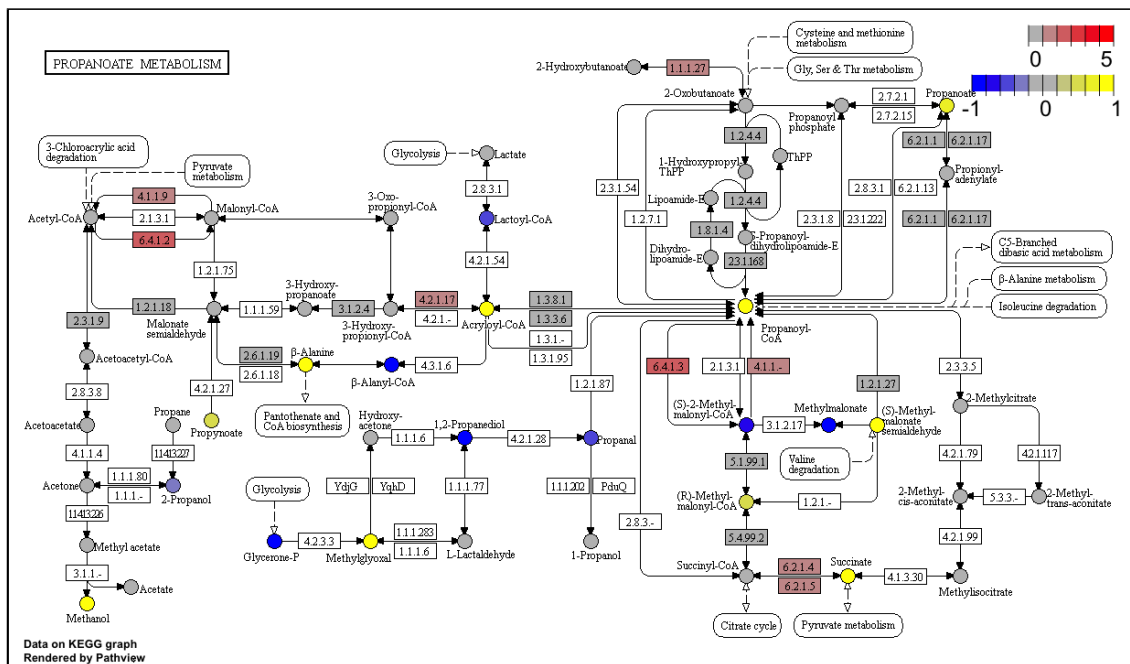 PROPANOATE METABOLISM
Cysteine and methionine
metabolism
Gly, Ser & Thr metabolism
0
5
-1
0
1
2-Hydroxybutanoate
1.1.1.27
2-Oxobutanoate
Propanoyl
phosphate
2.7.2.1
2.7.2.15
Propanoate
1.2.4.4
ThPP
1-Hydroxypropyl
ThPP
6.2.1.1
6.2.1.17
Propionyl-
adenylate
2.3.1.54
1.2.7.1
Lipoamide-E
1.2.4.4
2.3.1.8
2.3.1.222
2.8.3.1
6.2.1.13
1.8.1.4
S-Propanoyl-
dihydrolipoamide-E
6.2.1.1
6.2.1.17
Dihydro-
lipoamide-E
2.3.1.168
C5-Branched
dibasic acid metabolism
β-Alanine metabolism
Isoleucine degradation
3-Chloroacrylic acid
degradation
Pyruvate
metabolism
Glycolysis
Lactate
2.8.3.1
Lactoyl-CoA
4.2.1.54
Acetyl-CoA
4.1.1.9
2.1.3.1
6.4.1.2
Malonyl-CoA
3-Oxo-
propionyl-CoA
1.2.1.75
1.2.1.18
Malonate
semialdehyde
1.1.1.59
3-Hydroxy-
propanoate
3.1.2.4
3-Hydroxy-
propionyl-CoA
4.2.1.17
4.2.1.-
Acryloyl-CoA
1.3.8.1
1.3.3.6
1.3.1.-
1.3.1.95
Propanoyl-
CoA
2.3.1.9
Acetoacetyl-CoA
2.6.1.19
2.6.1.18
β-Alanine
β-Alanyl-CoA
4.3.1.6
Pantothenate and
CoA biosynthesis
2.8.3.8
4.2.1.27
Propynoate
Acetoacetate
Propane
1.14.13.227
4.1.1.4
Acetone
1.1.1.80
1.1.1.-
2-Propanol
1.14.13.226
Methyl acetate
3.1.1.-
Acetate
Methanol
Hydroxy-
acetone
1.1.1.6
1,2-Propanediol
4.2.1.28
Propanal
1.2.1.87
YdjG
YqhD
1.1.1.77
1.1.1.202
PduQ
1-Propanol
Glycolysis
Glycerone-P
4.2.3.3
Methylglyoxal
1.1.1.283
1.1.1.6
L-Lactaldehyde
6.4.1.3
2.1.3.1
4.1.1.-
1.2.1.27
2.3.3.5
(S)-2-Methyl-
malonyl-CoA
3.1.2.17
Methylmalonate
(S)-Methyl-
malonate
semialdehyde
Valine
degradation
5.1.99.1
(R)-Methyl-
malonyl-CoA
1.2.1.-
2.8.3.-
5.4.99.2
Succinyl-CoA
6.2.1.4
6.2.1.5
Succinate
4.1.3.30
Methylisocitrate
Citrate cycle
Pyruvate metabolism
2-Methylcitrate
4.2.1.79
4.2.1.117
2-Methyl-
cis-aconitate
5.3.3.-
2-Methyl-
trans-aconitate
4.2.1.99
Data on KEGG graph
Rendered by Pathview